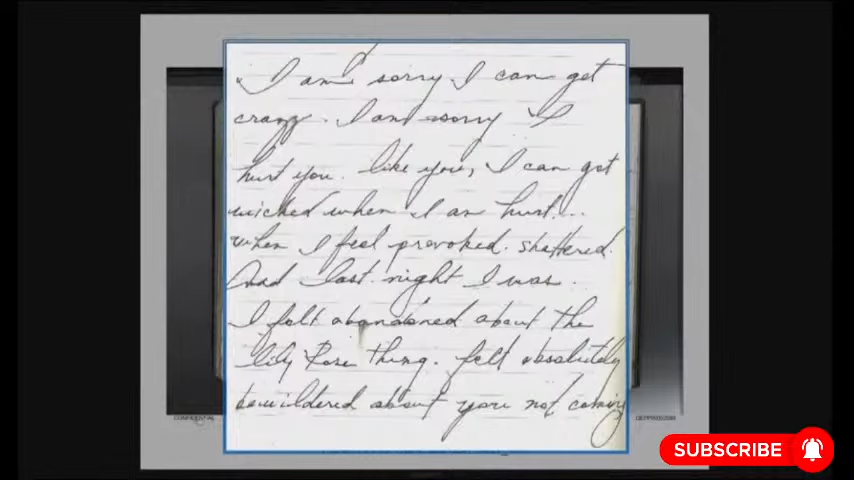 I am sorry I can get
crazy. I am sorry I
hurt you. like you, I can get
wicked when I am hurt...
when I feel provoked. shattered.
And last night I was.
I felt abandoned about the
lily Rose thing. felt absolutely
bewildered about you not coming
CONFIDENTIAL
SUBSCRIBE